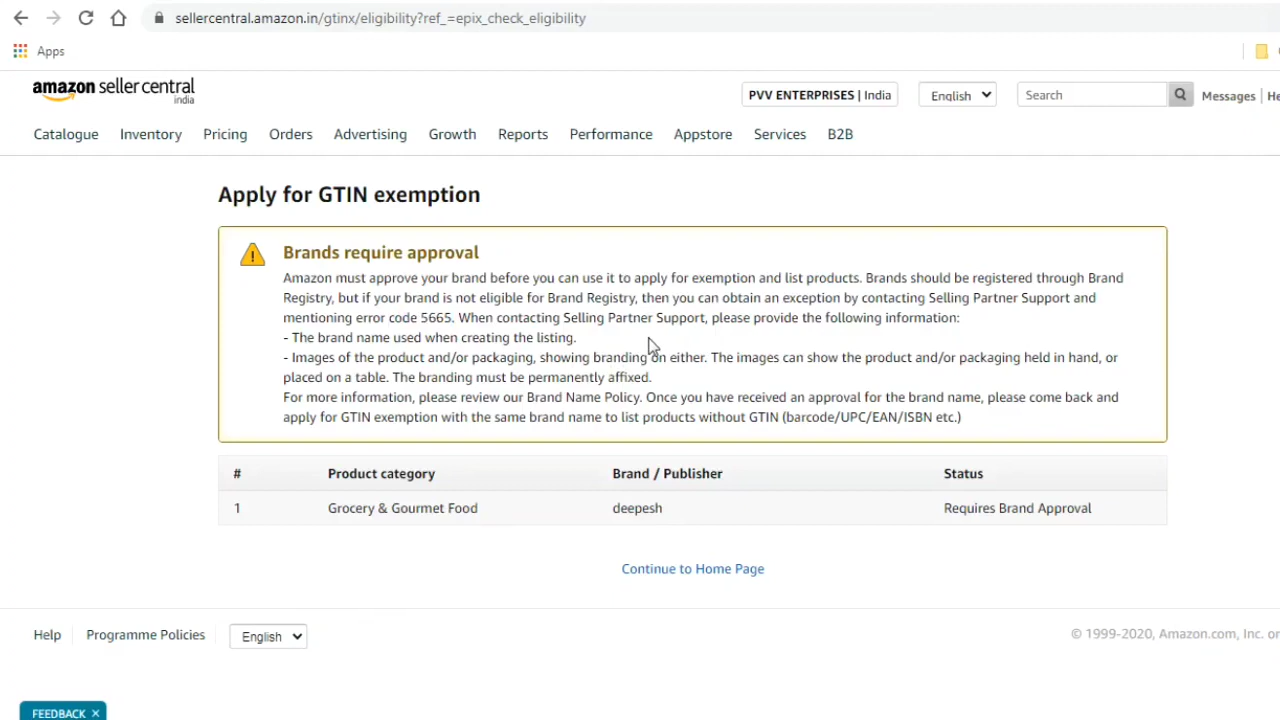 sellercentral.amazon.in/gtinx/eligibility?ref_=epix_check_eligibility
Apps
amazon seller central
india
PVV ENTERPRISES | India
English
Search
Messages
Catalogue Inventory Pricing Orders Advertising Growth Reports Performance Appstore Services B2B
Apply for GTIN exemption
Brands require approval
Amazon must approve your brand before you can use it to apply for exemption and list products. Brands should be registered through Brand
Registry, but if your brand is not eligible for Brand Registry, then you can obtain an exception by contacting Selling Partner Support and
mentioning error code 5665. When contacting Selling Partner Support, please provide the following information:
- The brand name used when creating the listing.
- Images of the product and/or packaging, showing branding on either. The images can show the product and/or packaging held in hand, or
placed on a table. The branding must be permanently affixed.
For more information, please review our Brand Name Policy. Once you have received an approval for the brand name, please come back and
apply for GTIN exemption with the same brand name to list products without GTIN (barcode/UPC/EAN/ISBN etc.)
# Product category Brand / Publisher Status
1 Grocery & Gourmet Food deepesh Requires Brand Approval
Continue to Home Page
Help Programme Policies English
© 1999-2020, Amazon.com, Inc. or
FEEDBACK ×